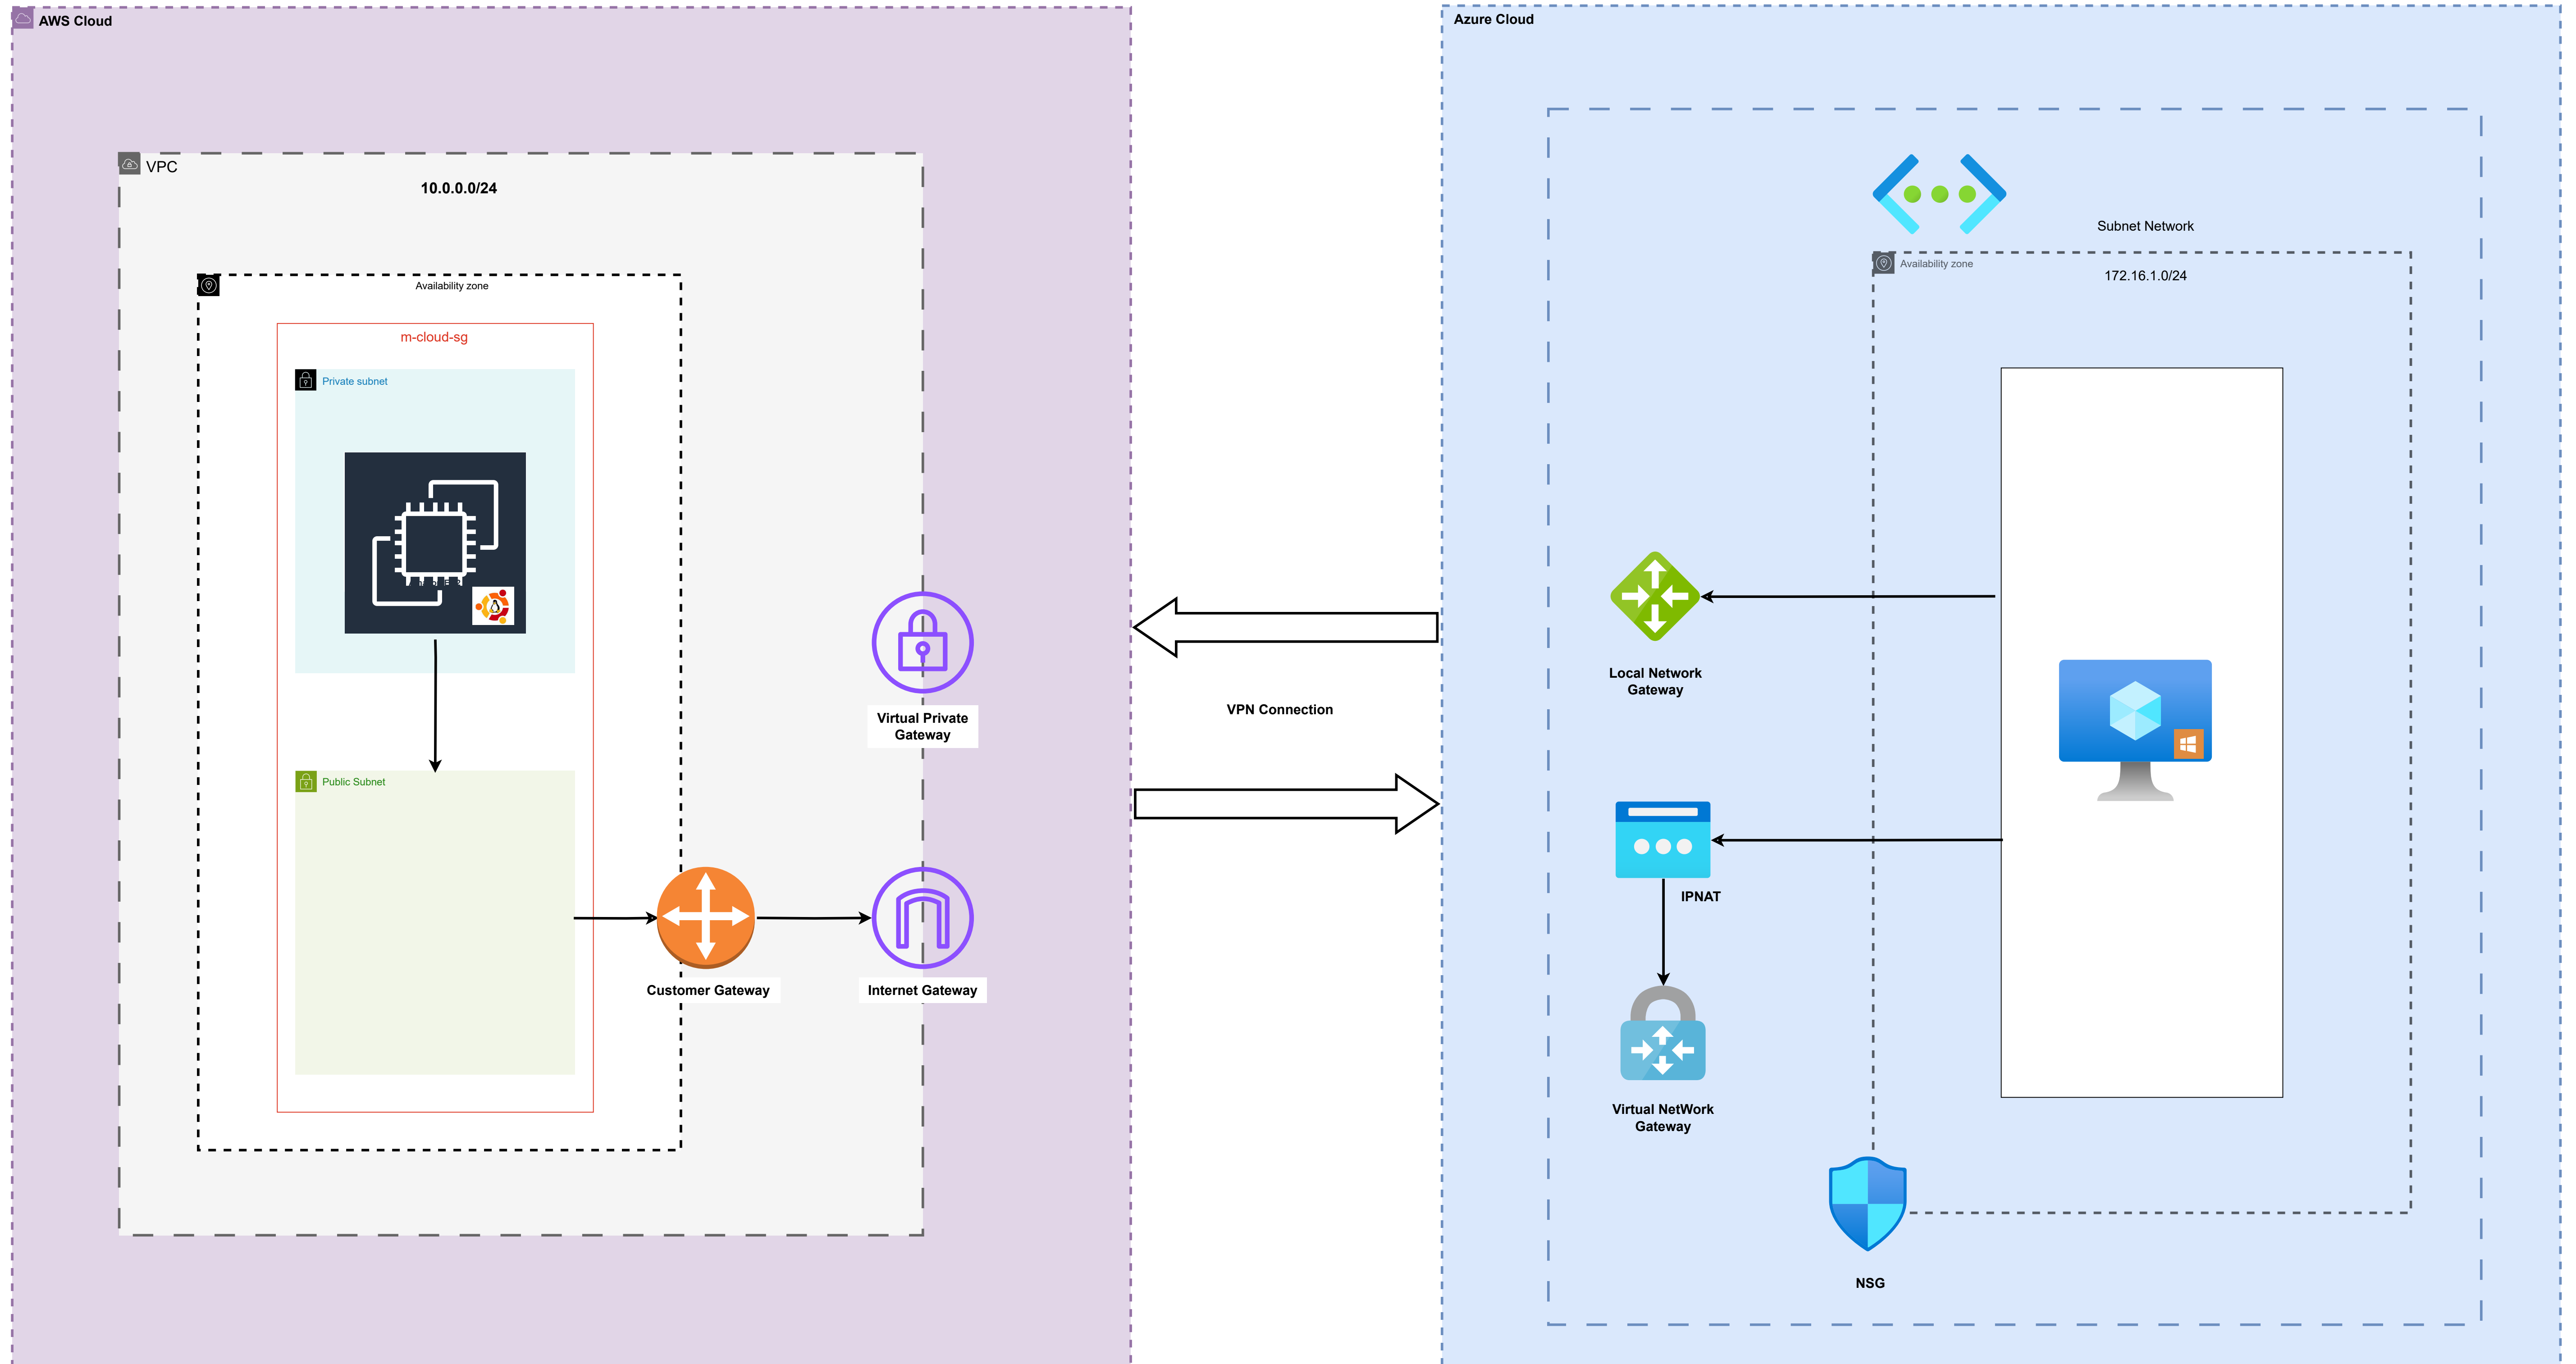 AWS Cloud
VPC
10.0.0.0/24
Availability zone
m-cloud-sg
Private subnet
Public Subnet
Virtual Private
Gateway
Customer Gateway
Internet Gateway
VPN Connection
Azure Cloud
Subnet Network
Availability zone
172.16.1.0/24
Local Network
Gateway
IPNAT
Virtual NetWork
Gateway
NSG